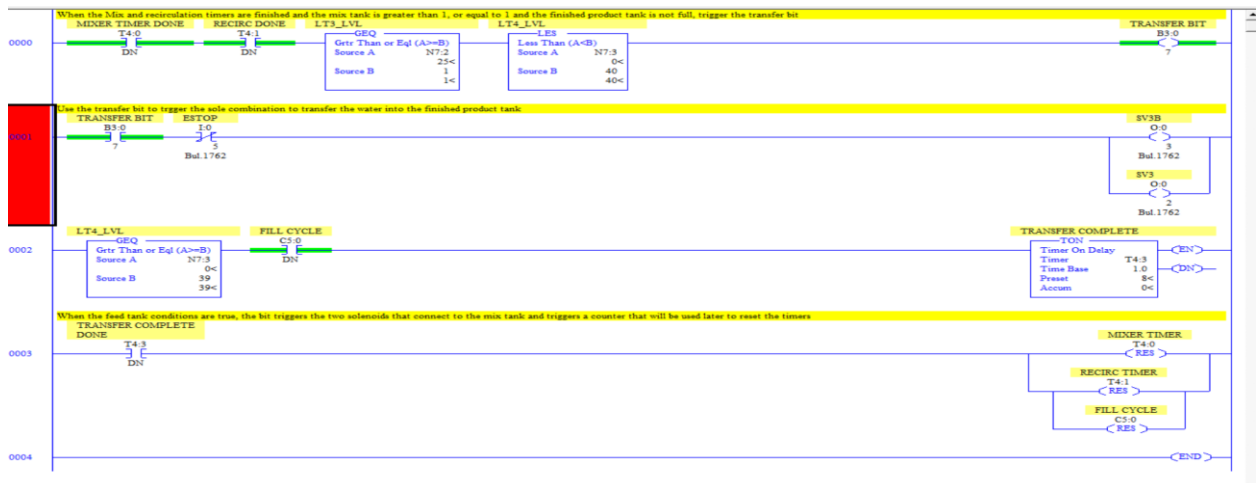 When the Mix and recirculation timers are finished and the mix tank is greater than 1, or equal to 1 and the finished product tank is not full, trigger the transfer bit
MIXER TIMER DONE RECIRC DONE LT3_LVL LT4_LVL TRANSFER BIT
T4:0 T4:1 GEQ LES B3:0
0000
DN DN Grtr Than or Eql (A>=B) Less Than (A<B) 7
Source A N7:2 Source A N7:3
25< 0<
Source B 1 Source B 40
1< 40<
Use the transfer bit to trgger the sole combination to transfer the water into the finished product tank
TRANSFER BIT ESTOP SV3B
B3:0 I:0 O:0
0001
7 5 3
Bul.1762 Bul.1762
SV3
O:0
2
Bul.1762
LT4_LVL FILL CYCLE TRANSFER COMPLETE
GEQ C5:0 TON
0002 Grtr Than or Eql (A>=B) Timer On Delay EN
Source A N7:3 DN Timer T4:3
0< Time Base 1.0 DN
Source B 39 Preset 8<
39< Accum 0<
When the feed tank conditions are true, the bit triggers the two solenoids that connect to the mix tank and triggers a counter that will be used later to reset the timers
TRANSFER COMPLETE
DONE MIXER TIMER
T4:3 T4:0
0003 RES
DN
RECIRC TIMER
T4:1
RES
FILL CYCLE
C5:0
RES
0004 END